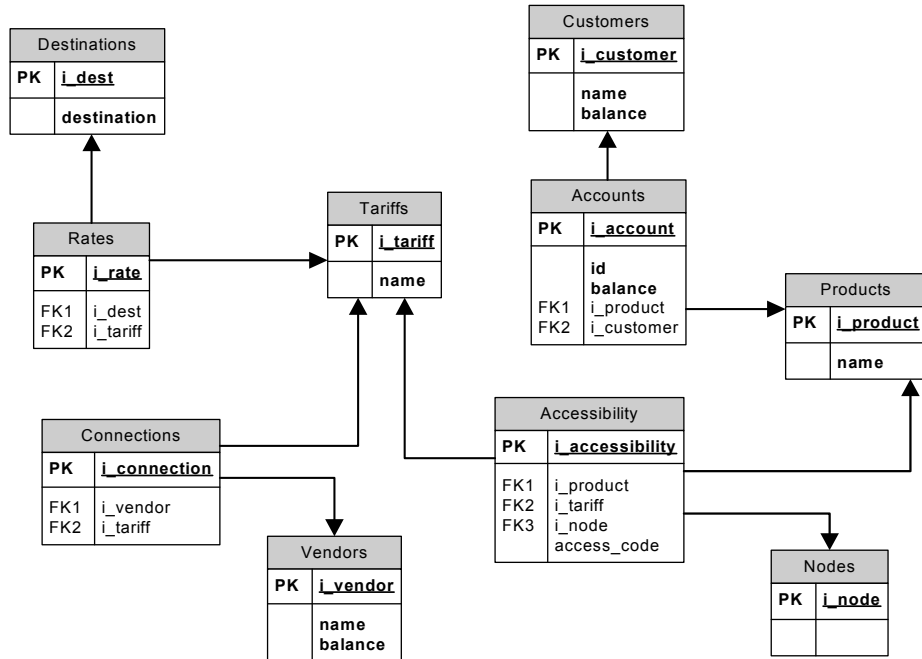 Destinations
PK i_dest
destination
Customers
PK i_customer
name
balance
Rates
PK i_rate
FK1 i_dest
FK2 i_tariff
Tariffs
PK i_tariff
name
Accounts
PK i_account
id
balance
FK1 i_product
FK2 i_customer
Products
PK i_product
name
Connections
PK i_connection
FK1 i_vendor
FK2 i_tariff
Accessibility
PK i_accessibility
FK1 i_product
FK2 i_tariff
FK3 i_node
access_code
Vendors
PK i_vendor
name
balance
Nodes
PK i_node